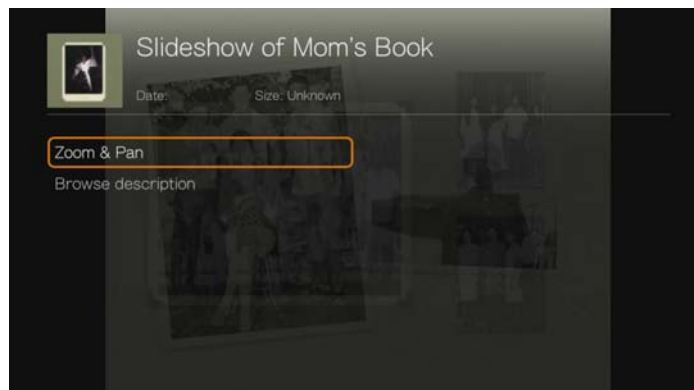 Slideshow of Mom's Book
Date: Size: Unknown
Zoom & Pan
Browse description